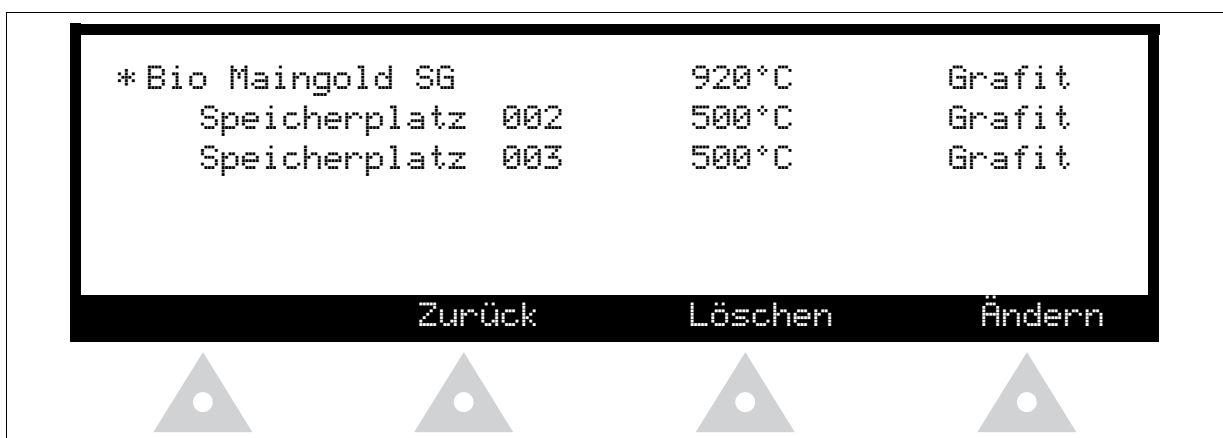 * Bio Maingold SG 920°C Grafit
Speicherplatz 002 500°C Grafit
Speicherplatz 003 500°C Grafit
Zurück Löschen Ändern